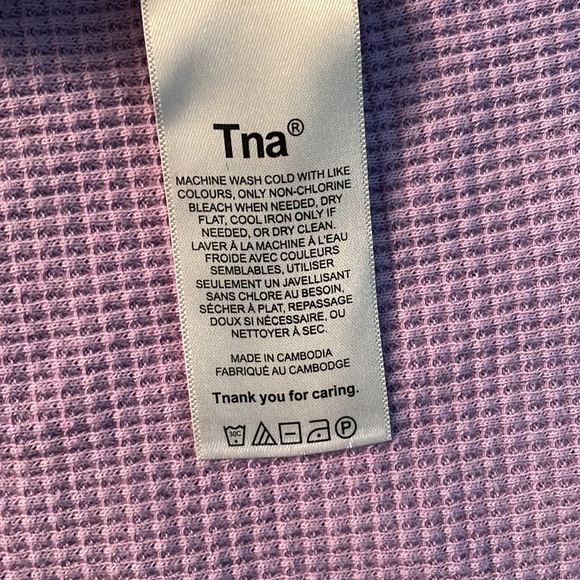 Tna®
MACHINE WASH COLD WITH LIKE
COLOURS, ONLY NON-CHLORINE
BLEACH WHEN NEEDED, DRY
FLAT, COOL IRON ONLY IF
NEEDED, OR DRY CLEAN.
LAVER À LA MACHINE À L'EAU
FROIDE AVEC COULEURS
SEMBLABLES, UTILISER
SEULEMENT UN JAVELLISANT
SANS CHLORE AU BESOIN,
SÉCHER À PLAT, REPASSAGE
DOUX SI NÉCESSAIRE, OU
NETTOYER À SEC.
MADE IN CAMBODIA
FABRIQUÉ AU CAMBODGE
Tnank you for caring.
30C P